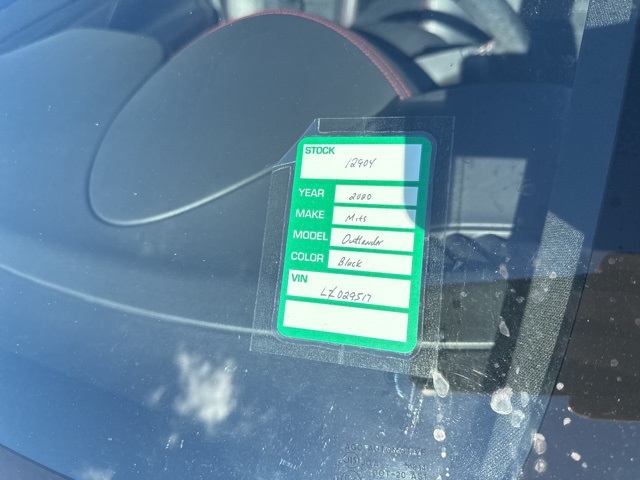 STOCK
12904
YEAR 2020
MAKE Mits
MODEL Outlander
COLOR Black
VIN
LZ029517